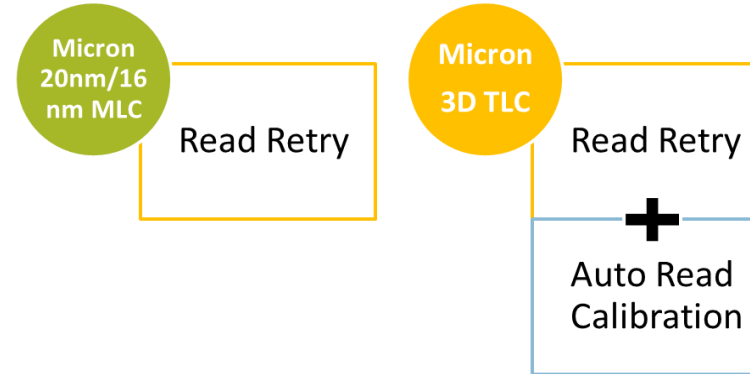 Micron
20nm/16
nm MLC
Read Retry
Micron
3D TLC
Read Retry
Auto Read
Calibration